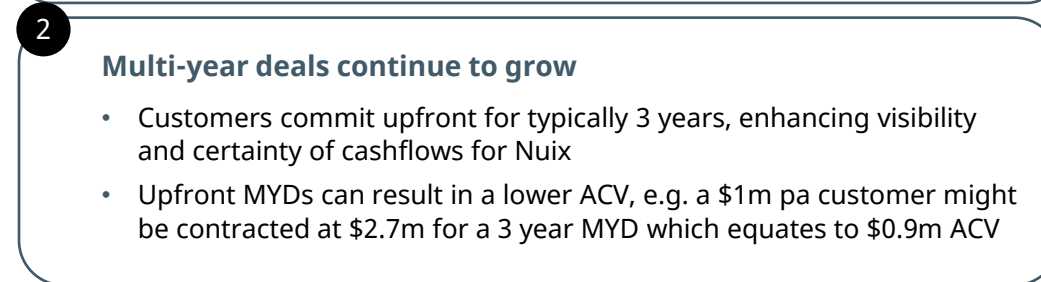 2
Multi-year deals continue to grow
• Customers commit upfront for typically 3 years, enhancing visibility
and certainty of cashflows for Nuix
• Upfront MYDs can result in a lower ACV, e.g. a $1m pa customer might
be contracted at $2.7m for a 3 year MYD which equates to $0.9m ACV